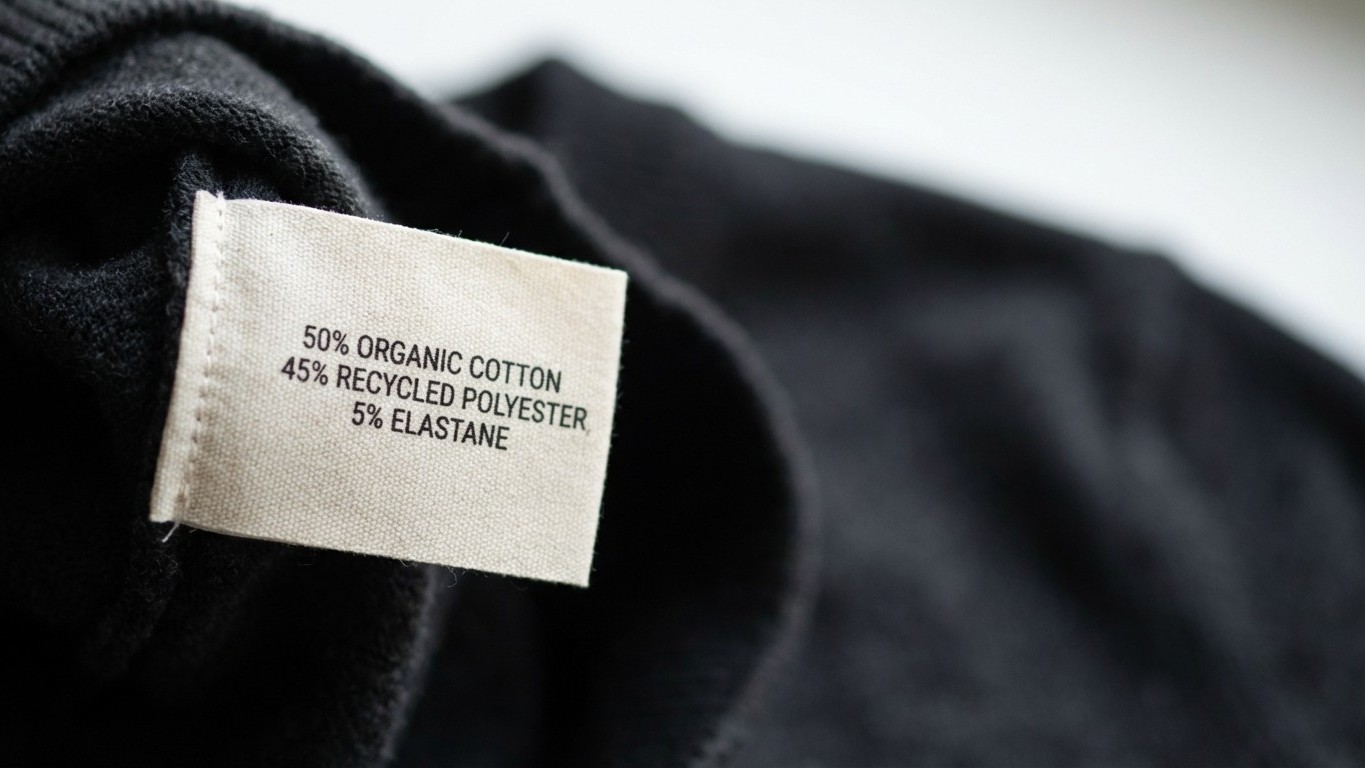 50% ORGANIC COTTON
45% RECYCLED POLYESTER,
5% ELASTANE